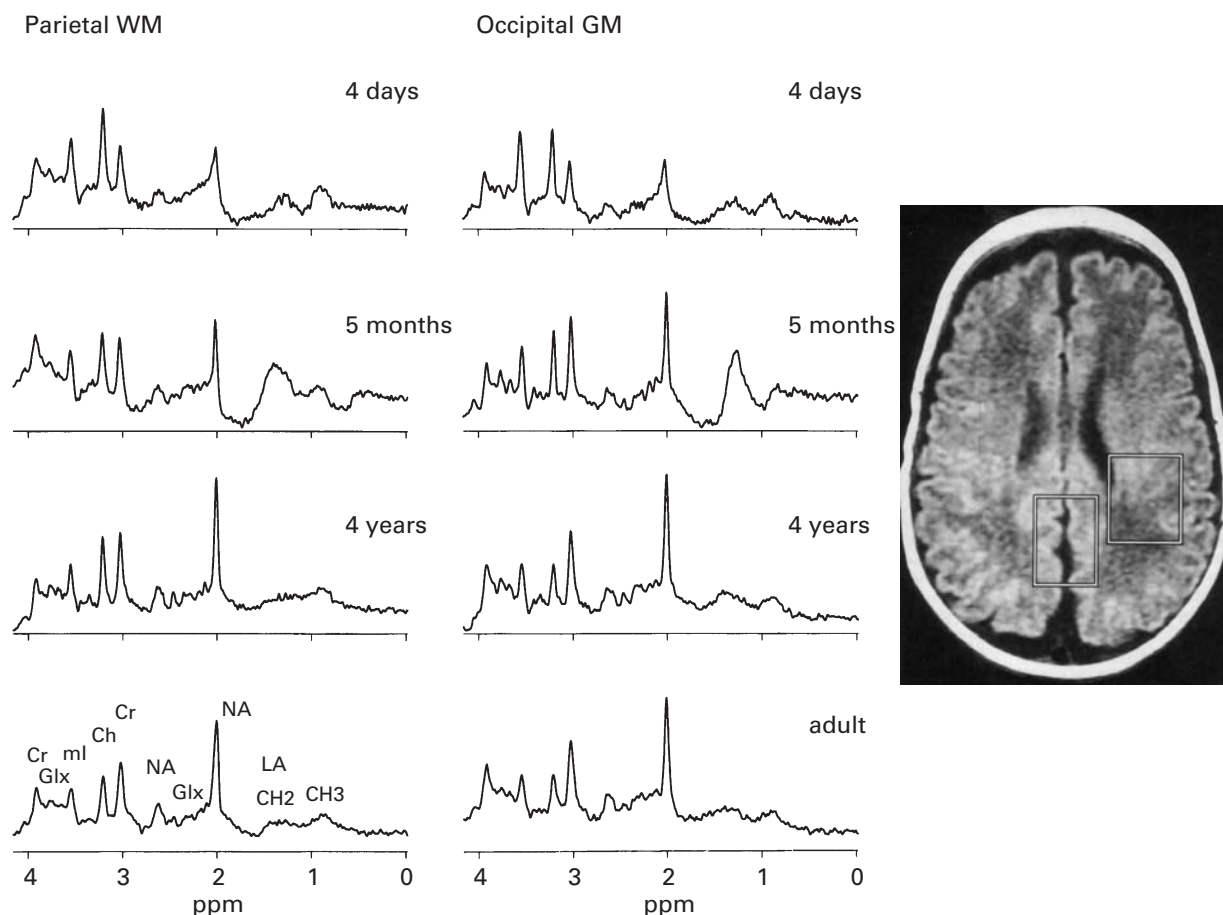 Parietal WM
Occipital GM
4 days
4 days
5 months
5 months
4 years
4 years
Cr
Glx
mI
Ch
Cr
NA
NA
Glx
LA
CH2
CH3
adult
4 3 2 1 0
ppm
4 3 2 1 0
ppm